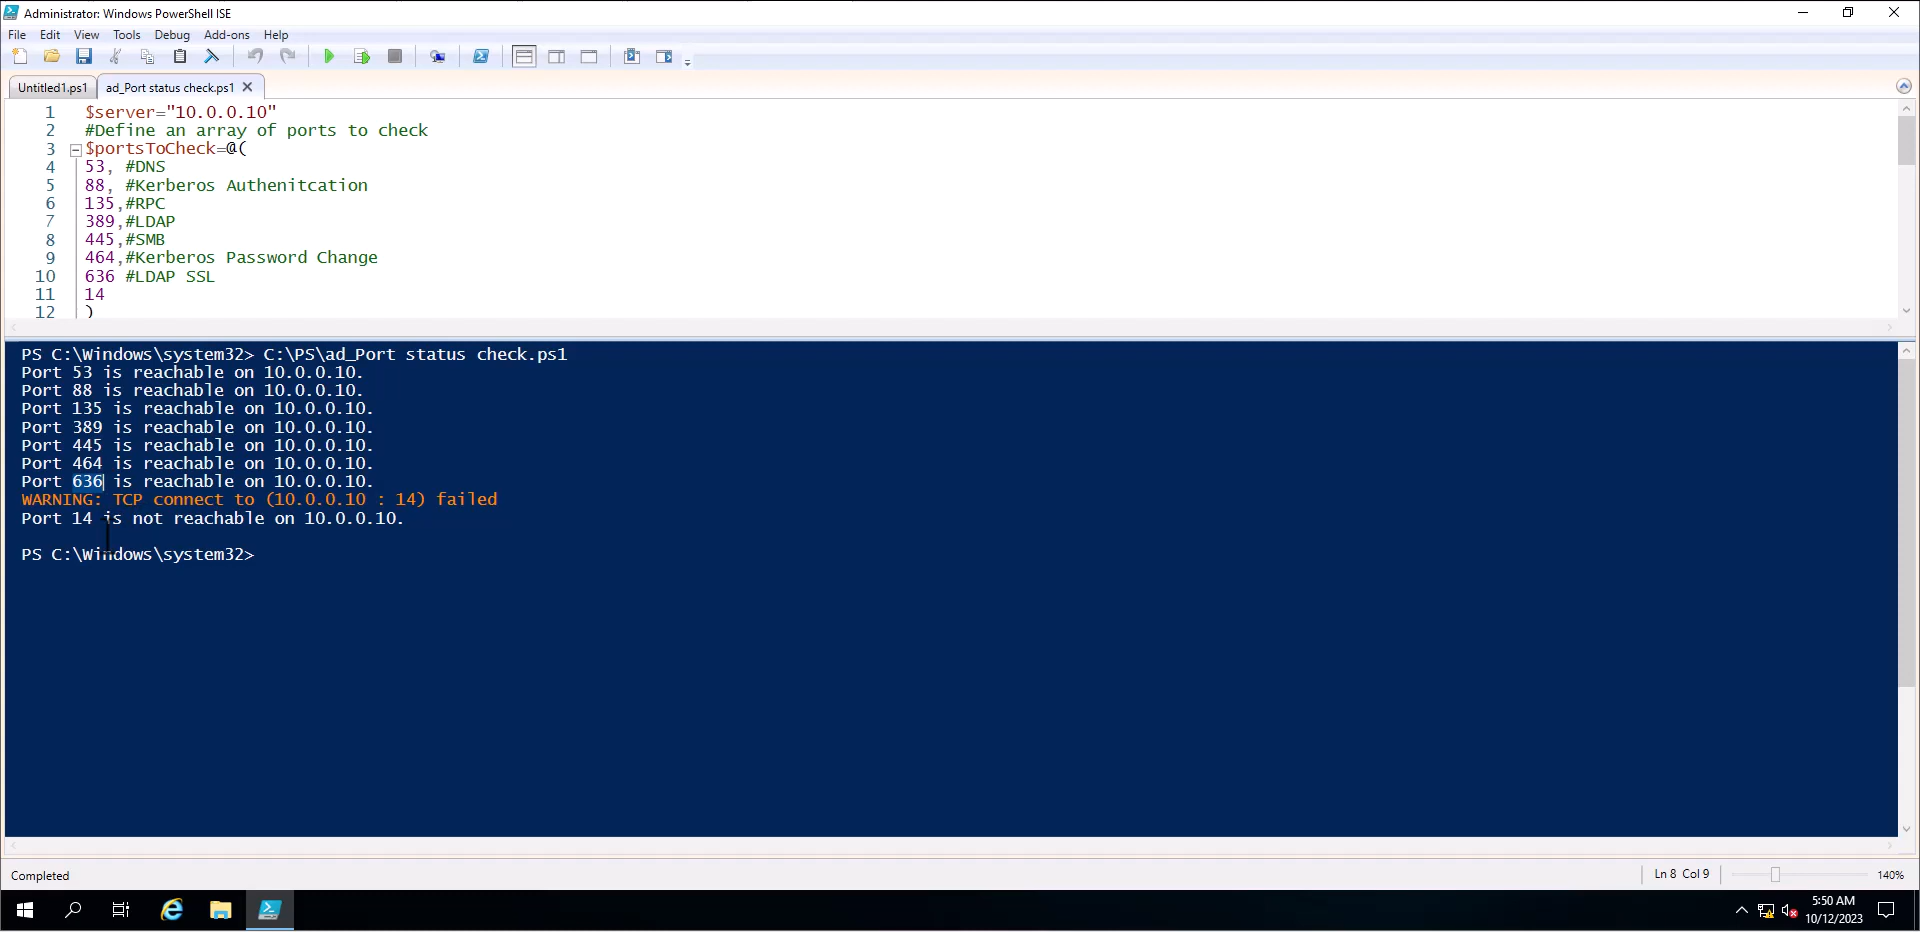 Administrator: Windows PowerShell ISE
File Edit View Tools Debug Add-ons Help
Untitled1.ps1 ad_Port status check.ps1
1 $server="10.0.0.10"
2 #Define an array of ports to check
3 $portsToCheck=@(
4 53, #DNS
5 88, #Kerberos Authenitcation
6 135,#RPC
7 389,#LDAP
8 445,#SMB
9 464,#Kerberos Password Change
10 636 #LDAP SSL
11 14
12 )
PS C:\Windows\system32> C:\PS\ad_Port status check.ps1
Port 53 is reachable on 10.0.0.10.
Port 88 is reachable on 10.0.0.10.
Port 135 is reachable on 10.0.0.10.
Port 389 is reachable on 10.0.0.10.
Port 445 is reachable on 10.0.0.10.
Port 464 is reachable on 10.0.0.10.
Port 636 is reachable on 10.0.0.10.
WARNING: TCP connect to (10.0.0.10 : 14) failed
Port 14 is not reachable on 10.0.0.10.
PS C:\Windows\system32>
Completed
Ln 8 Col 9
140%
5:50 AM
10/12/2023